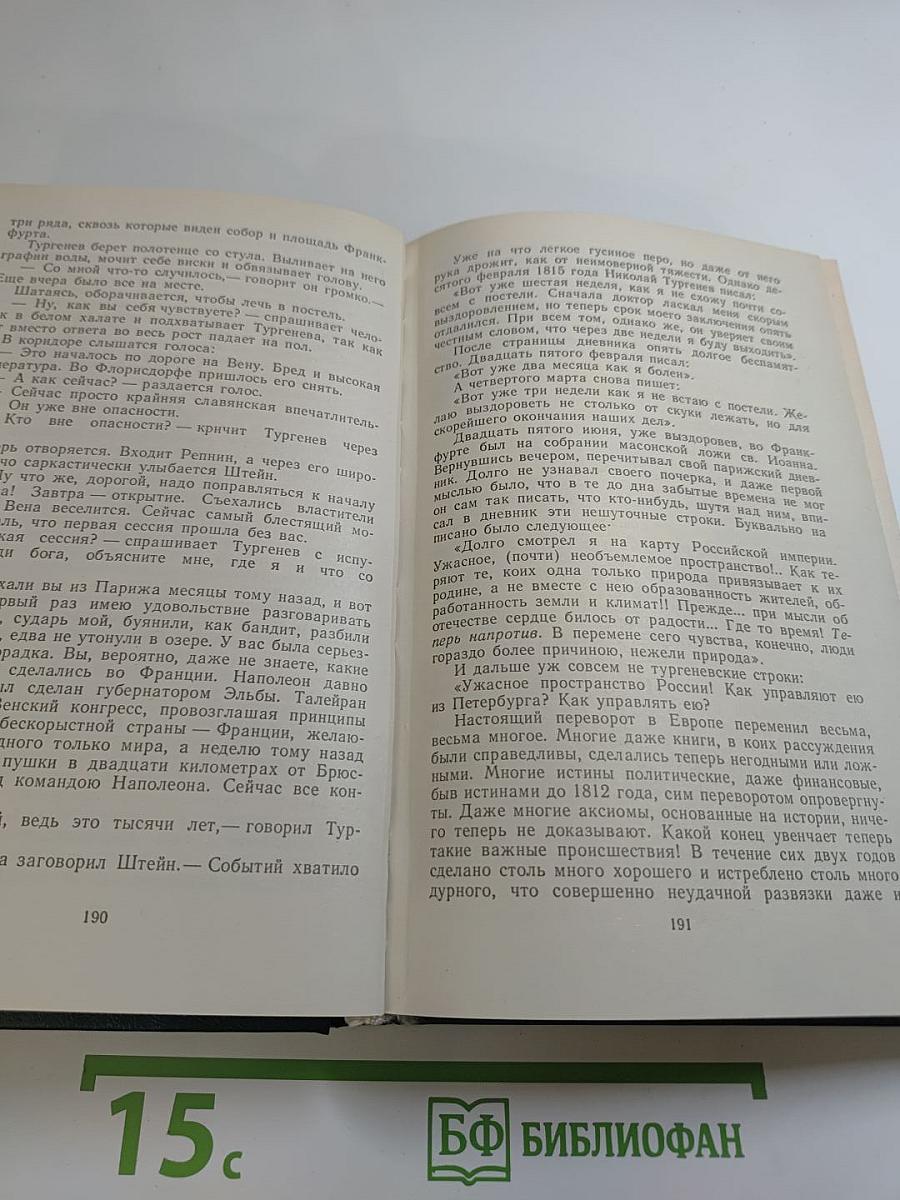 три ряда, сквозь которые виден собор и площадь Франк-
фурта.
Тургенев берет полотенце со стула. Выливает на него
графин воды, мочит себе виски и обвязывает голову.
— Со мной что-то случилось,— говорит он громко.—
Еще вчера было все на месте.
Шатаясь, оборачивается, чтобы лечь в постель.
— Ну, как вы себя чувствуете? — спрашивает чело-
к в белом халате и подхватывает Тургенева, так как
т вместо ответа во весь рост падает на пол.
В коридоре слышатся голоса:
— Это началось по дороге на Вену. Бред и высокая
пература. Во Флорисдорфе пришлось его снять.
— А как сейчас? — раздается голос.
Сейчас просто крайняя славянская впечатлитель-
Он уже вне опасности.
Кто вне опасности? — кричит Тургенев через
рь отворяется. Входит Репнин, а через его широ-
чо саркастически улыбается Штейн.
Ну что же, дорогой, надо поправляться к началу
а! Завтра — открытие. Съехались властители
Вена веселится. Сейчас самый блестящий мо-
аль, что первая сессия прошла без вас.
кая сессия? — спрашивает Тургенев с испу-
ди бога, объясните мне, где я и что со
хали вы из Парижа месяцы тому назад, и вот
рвый раз имею удовольствие разговаривать
, сударь мой, буянили, как бандит, разбили
, едва не утонули в озере. У вас была серьез-
орадка. Вы, вероятно, даже не знаете, какие
сделались во Франции. Наполеон давно
ыл сделан губернатором Эльбы. Талейран
Венский конгресс, провозглашая принципы
бескорыстной страны — Франции, желаю-
дного только мира, а неделю тому назад
пушки в двадцати километрах от Брюс-
д командою Наполеона. Сейчас все кон-
й, ведь это тысячи лет,— говорил Тур-
а заговорил Штейн.— Событий хватило
190
Уже на что легкое гусиное перо, но даже от него
рука дрожит, как от неимоверной тяжести. Однако де-
сятого февраля 1815 года Николай Тургенев писал:
«Вот уже шестая неделя, как я не схожу почти со-
всем с постели. Сначала доктор ласкал меня скорым
выздоровлением, но теперь срок моего заключения опять
отдалился. При всем том, однако же, он уверяет своим
честным словом, что через две недели я буду выходить».
После страницы дневника опять долгое беспамят-
ство. Двадцать пятого февраля писал:
«Вот уже два месяца как я болен».
А четвертого марта снова пишет:
«Вот уже три недели как я не встаю с постели. Же-
лаю выздороветь не столько от скуки лежать, но для
скорейшего окончания наших дел».
Двадцать пятого июня, уже выздоровев, во Франк-
фурте был на собрании масонской ложи св. Иоанна.
Вернувшись вечером, перечитывал свой парижский днев-
ник. Долго не узнавал своего почерка, и даже первой
мыслью было, что в те до дна забытые времена не мог
он сам так писать, что кто-нибудь, шутя над ним, впи-
сал в дневник эти нешуточные строки. Буквально на
писано было следующее·
«Долго смотрел я на карту Российской империи.
Ужасное, (почти) необъемлемое пространство!.. Как те-
ряют те, коих одна только природа привязывает к их
родине, а не вместе с нею образованность жителей, об-
работанность земли и климат!! Прежде... при мысли об
отечестве сердце билось от радости... Где то время! Те-
перь напротив. В перемене сего чувства, конечно, люди
гораздо более причиною, нежели природа».
И дальше уж совсем не тургеневские строки:
«Ужасное пространство России! Как управляют ею
из Петербурга? Как управлять ею?
Настоящий переворот в Европе переменил весьма,
весьма многое. Многие даже книги, в коих рассуждения
были справедливы, сделались теперь негодными или лож-
ными. Многие истины политические, даже финансовые,
быв истинами до 1812 года, сим переворотом опровергну-
ты. Даже многие аксиомы, основанные на истории, ниче-
го теперь не доказывают. Какой конец увенчает теперь
такие важные происшествия! В течение сих двух годов
сделано столь много хорошего и истреблено столь много
дурного, что совершенно неудачной развязки даже и
191
15 с
БФ БИБЛИОФАН